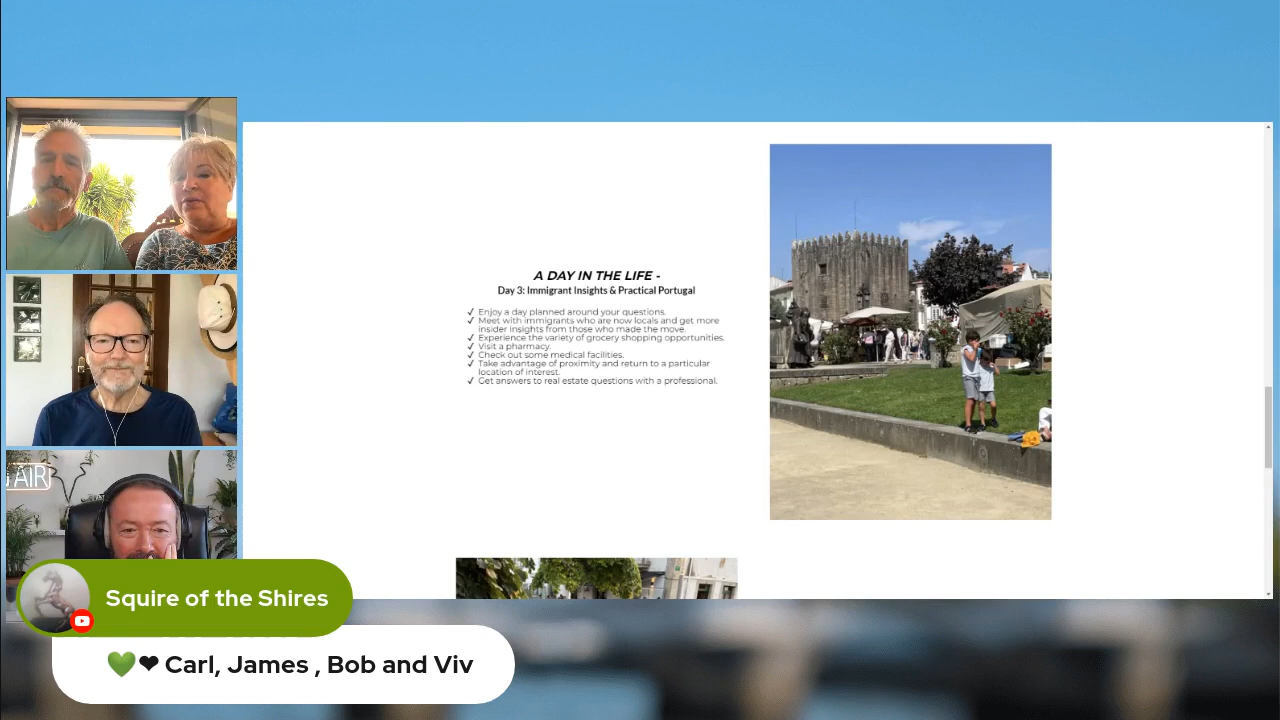 A DAY IN THE LIFE -
Day 3: Immigrant Insights & Practical Portugal
✓ Enjoy a day planned around your questions.
✓ Meet with immigrants who are now locals and get more
insider insights from those who made the move.
✓ Experience the variety of grocery shopping opportunities.
✓ Visit a pharmacy.
✓ Check out some medical facilities.
✓ Take advantage of proximity and return to a particular
location of interest.
✓ Get answers to real estate questions with a professional.
AIR
Squire of the Shires
💚❤ Carl, James , Bob and Viv